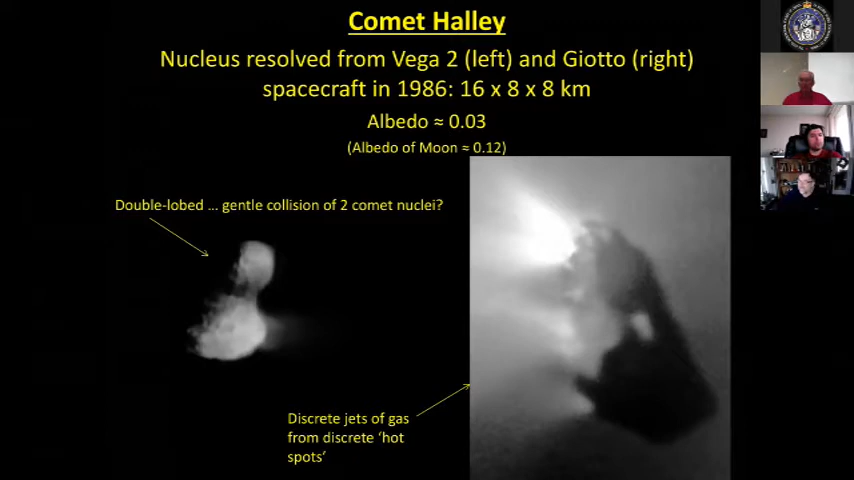 Comet Halley
Nucleus resolved from Vega 2 (left) and Giotto (right)
spacecraft in 1986: 16 x 8 x 8 km
Albedo ≈ 0.03
(Albedo of Moon ≈ 0.12)
Double-lobed ... gentle collision of 2 comet nuclei?
Discrete jets of gas
from discrete ‘hot
spots’